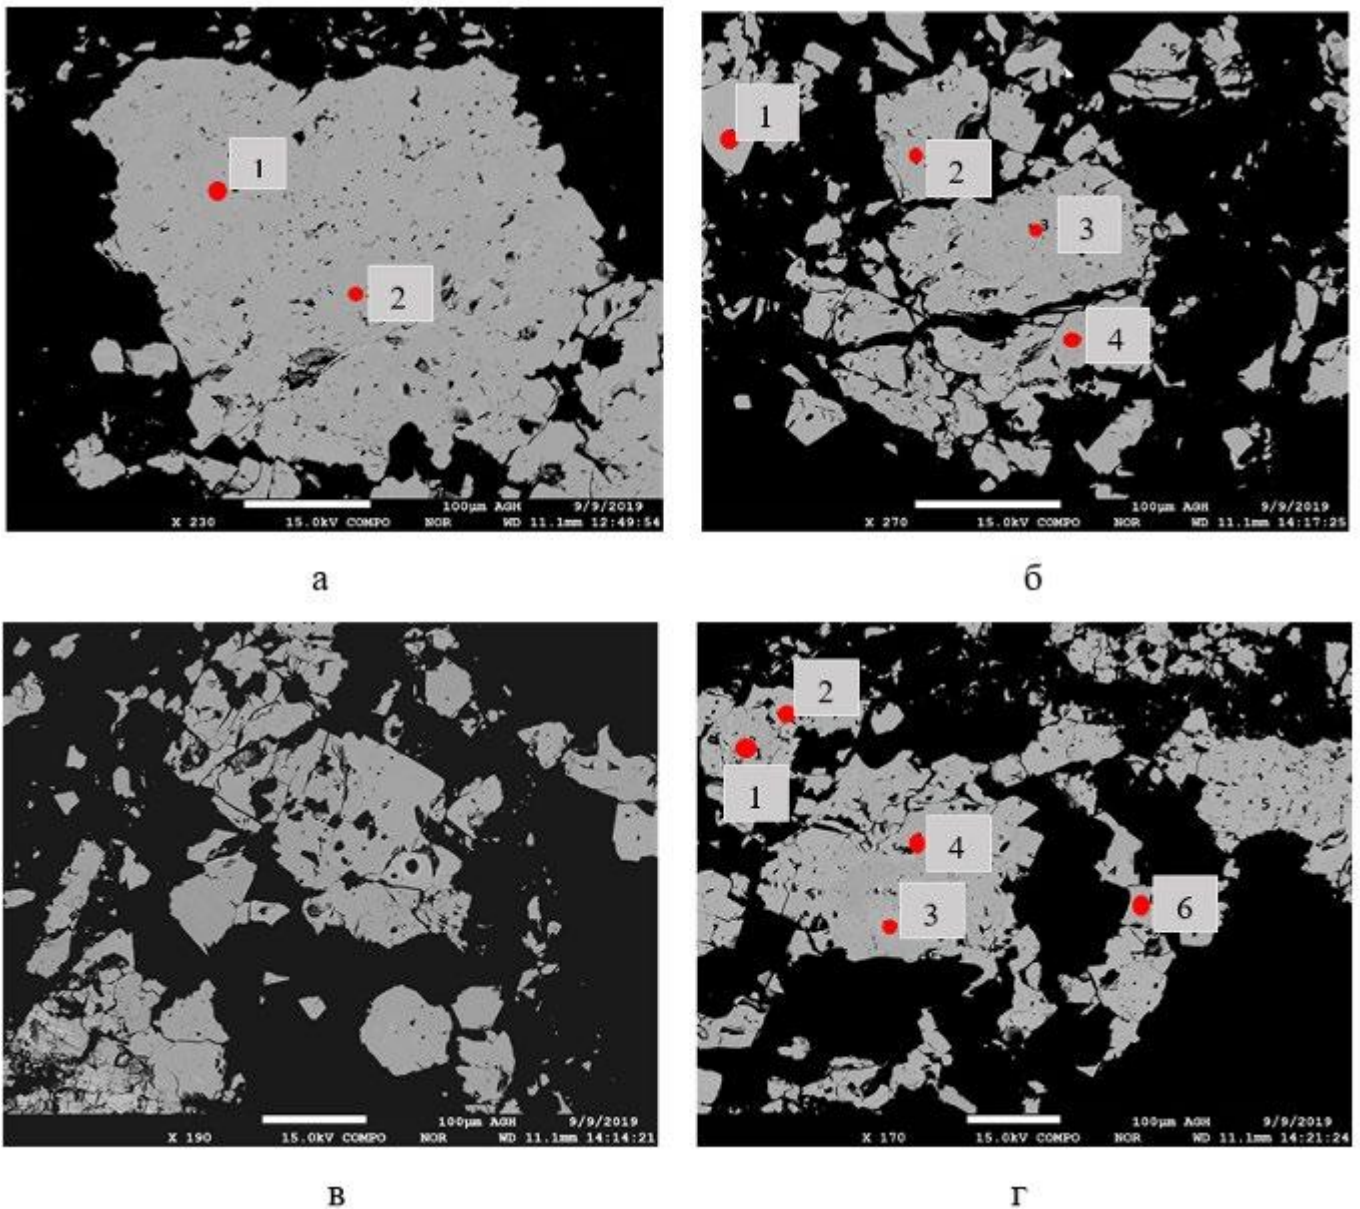 1
2
100µm AGH 9/9/2019
X 230 15.0kV COMPO NOR WD 11.1mm 12:49:54
а
5
1
2
3
3
4
100µm AGH 9/9/2019
X 270 15.0kV COMPO NOR WD 11.1mm 14:17:25
б
100µm AGH 9/9/2019
X 190 15.0kV COMPO NOR WD 11.1mm 14:14:21
в
2
1
5
4
3
6
100µm AGH 9/9/2019
X 170 15.0kV COMPO NOR WD 11.1mm 14:21:24
г